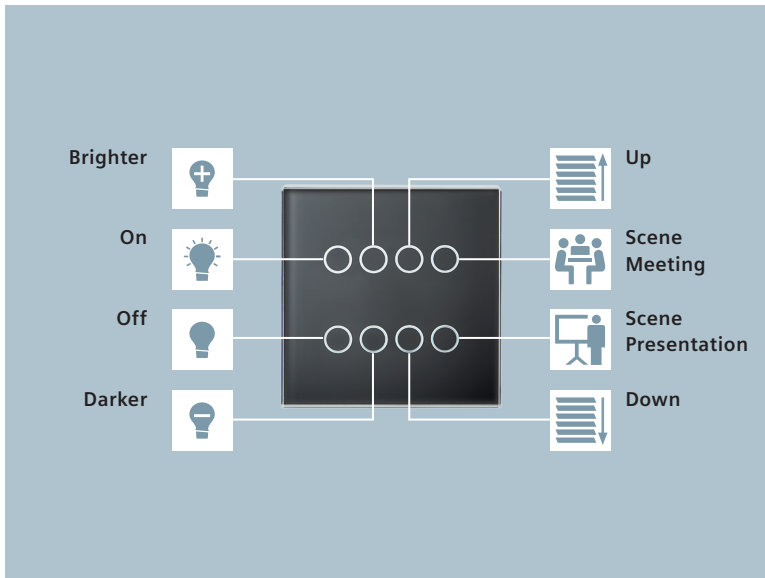 Brighter
On
Off
Darker
Up
Scene
Meeting
Scene
Presentation
Down